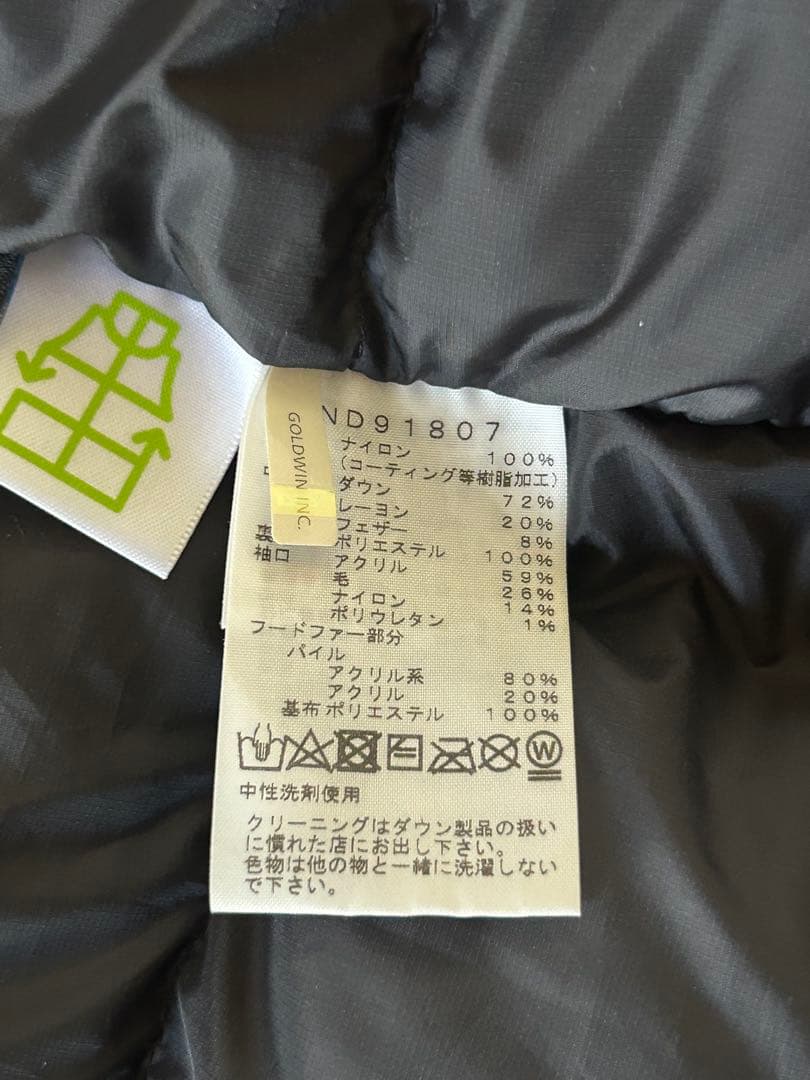 GOLDWIN INC.
ND91807
ナイロン 100%
(コーティング等樹脂加工)
ダウン 72%
レーヨン 20%
フェザー 8%
ポリエステル 100%
袖口 アクリル 59%
毛 26%
ナイロン 14%
ポリウレタン 1%
フードファー部分
パイル
アクリル系 80%
アクリル 20%
基布 ポリエステル 100%
W
中性洗剤使用
クリーニングはダウン製品の扱い
に慣れた店にお出し下さい。
色物は他の物と一緒に洗濯しない
で下さい。